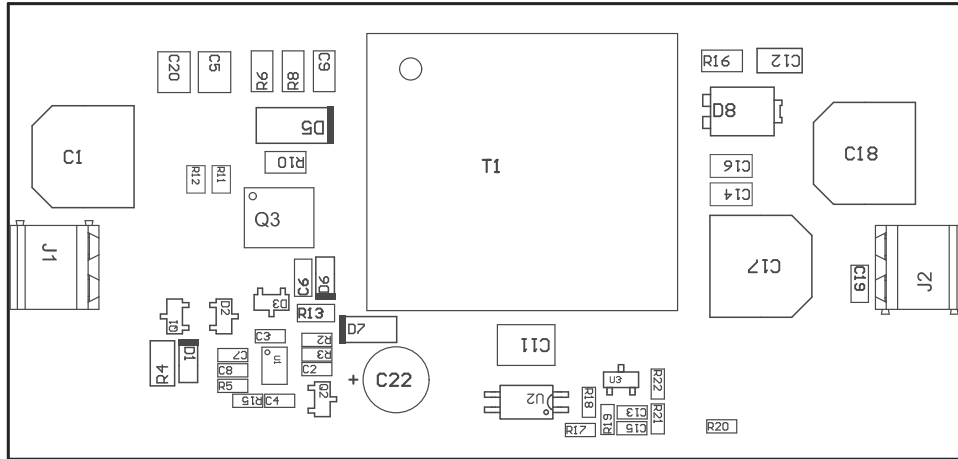 C20
C5
R6
R8
C9
R16
C12
D5
D8
C1
R10
T1
C16
C18
R12
R11
C14
Q3
J1
C17
C6
D6
C19
J2
D3
D2
R13
Q1
D7
C3
R2
R4
D1
C7
U1
R3
C11
C8
C2
R5
+ C22
U3
R22
R15
C4
Q2
U2
R18
R19
C13
R21
C15
R17
R20